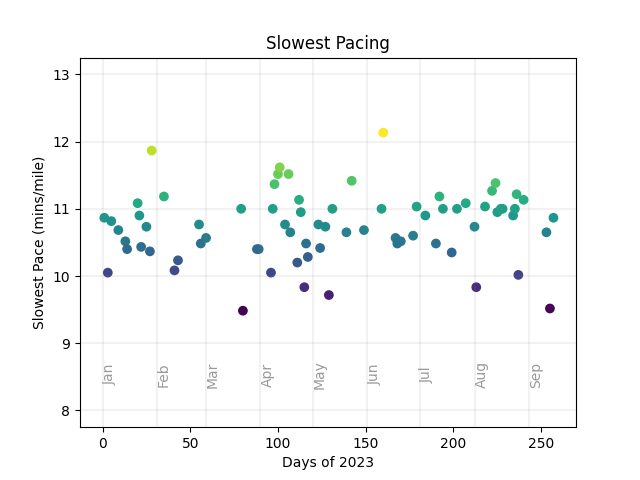 Slowest Pacing
Slowest Pace (mins/mile)
13
12
11
10
9
8
Jan
Feb
Mar
Apr
May
Jun
Jul
Aug
Sep
0
50
100
150
200
250
Days of 2023